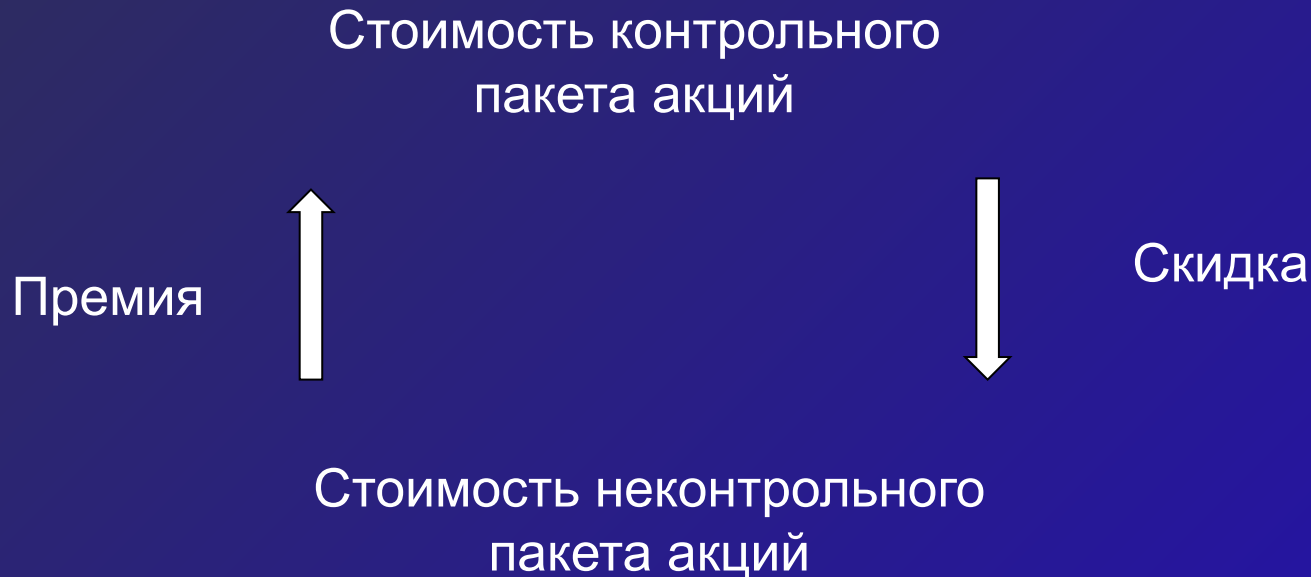 Стоимость контрольного
пакета акций
Премия
Скидка
Стоимость неконтрольного
пакета акций